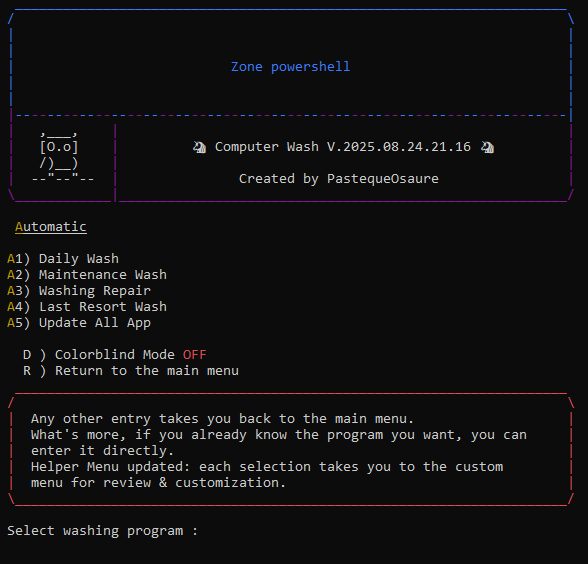 Zone powershell
,___,
[O.o]
/)__)
--"--"--
🦄 Computer Wash V.2025.08.24.21.16 🦄
Created by PastequeOsaure
Automatic
A1) Daily Wash
A2) Maintenance Wash
A3) Washing Repair
A4) Last Resort Wash
A5) Update All App
D ) Colorblind Mode OFF
R ) Return to the main menu
Any other entry takes you back to the main menu.
What's more, if you already know the program you want, you can
enter it directly.
Helper Menu updated: each selection takes you to the custom
menu for review & customization.
Select washing program :